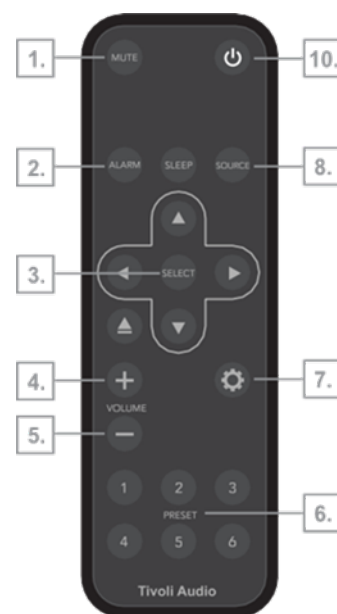 1. MUTE 10.
2. ALARM SLEEP SOURCE 8.
3. SELECT
4.
7.
VOLUME
5.
1 2 3
PRESET 6.
4 5 6
Tivoli Audio